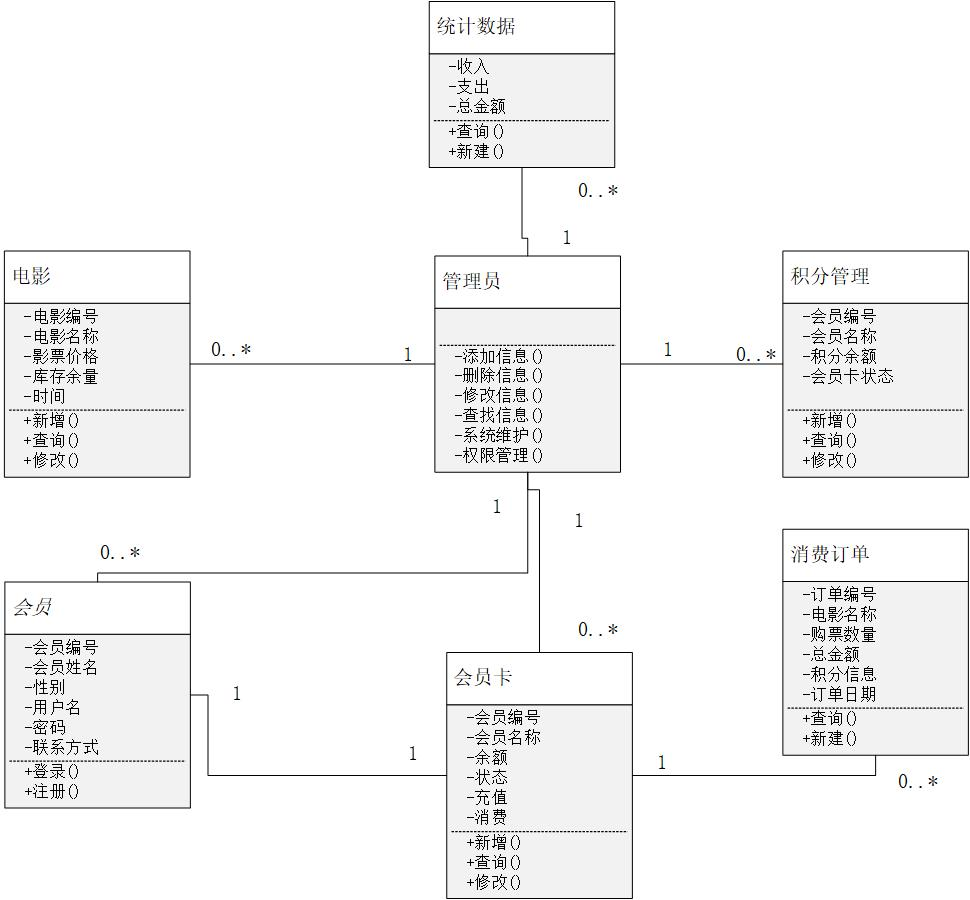 统计数据
-收入
-支出
-总金额
+查询()
+新建()
0..*
1
电影
-电影编号
-电影名称
-影票价格
-库存余量
-时间
+新增()
+查询()
+修改()
0..*
1
管理员
-添加信息()
-删除信息()
-修改信息()
-查找信息()
-系统维护()
-权限管理()
1
0..*
积分管理
-会员编号
-会员名称
-积分余额
-会员卡状态
+新增()
+查询()
+修改()
1
1
0..*
0..*
会员
-会员编号
-会员姓名
-性别
-用户名
-密码
-联系方式
+登录()
+注册()
1
1
会员卡
-会员编号
-会员名称
-余额
-状态
-充值
-消费
+新增()
+查询()
+修改()
1
0..*
消费订单
-订单编号
-电影名称
-购票数量
-总金额
-积分信息
-订单日期
+查询()
+新建()